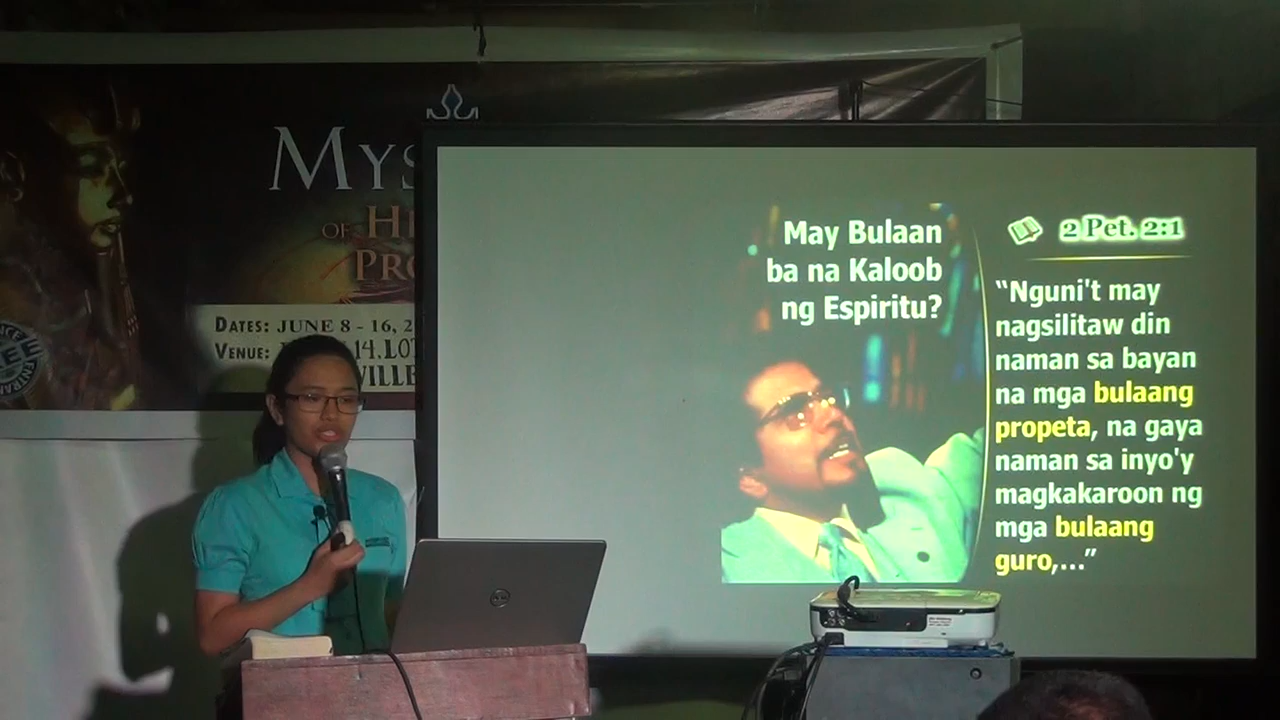 MYS
OF HI
PRO
DATES: JUNE 8 - 16, 2
VENUE: 14, LOT
VILLE
May Bulaan
ba na Kaloob
ng Espiritu?
2 Pet. 2:1
“Nguni't may
nagsilitaw din
naman sa bayan
na mga bulaang
propeta, na gaya
naman sa inyo'y
magkakaroon ng
mga bulaang
guro,...”